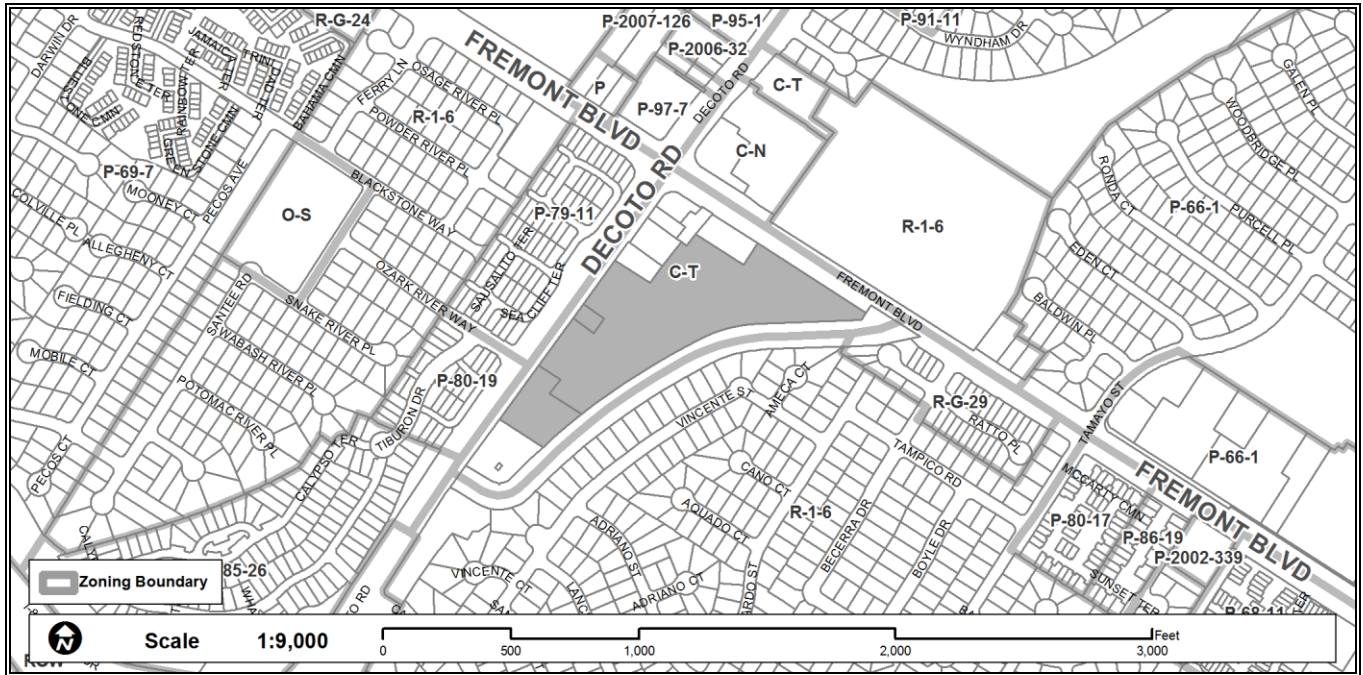 R-G-24
P-2007-126
P-95-1
P-91-11
WYNDHAM DR
DARWIN DR
REDSTONE TER
JAMAICA TER
TRINIDAD TER
FREMONT BLVD
P-2006-32
DECOTO RD
C-T
GALEN PL
BLUESTONE CMN
RAINBOW TER
GREENSTONE CMN
BAHAMA CMN
FERRY LN
OSAGE RIVER PL
R-1-6
POWDER RIVER PL
P
P-97-7
C-N
WOODBRIDGE PL
RONDA CT
P-69-7
MOONEY CT
PECOS AVE
BLACKSTONE WAY
P-79-11
DECOTO RD
P-66-1
PURCELL PL
COLVILLE PL
ALLEGHENY CT
O-S
R-1-6
EDEN CT
SAUSALITO TER
OZARK RIVER WAY
C-T
FREMONT BLVD
FIELDING CT
SANTEE RD
SNAKE RIVER PL
SEA CLIFF TER
BALDWIN PL
WABASH RIVER PL
MOBILE CT
POTOMAC RIVER PL
P-80-19
VINCENTE ST
AMECA CT
R-G-29
RATTO PL
TAMAYO ST
TIBURON DR
PECOS CT
CALYPSO TER
TAMPICO RD
P-66-1
CANO CT
MCCARTY CMN
FREMONT BLVD
AQUADO CT
R-1-6
BECERRA DR
BOYLE DR
P-80-17
P-86-19
P-2002-339
ADRIANO ST
VINCENTE CT
ADRIANO CT
SUNSET TER
85-26
P-68-11
Zoning Boundary
N
Scale 1:9,000
0 500 1,000 2,000 3,000 Feet